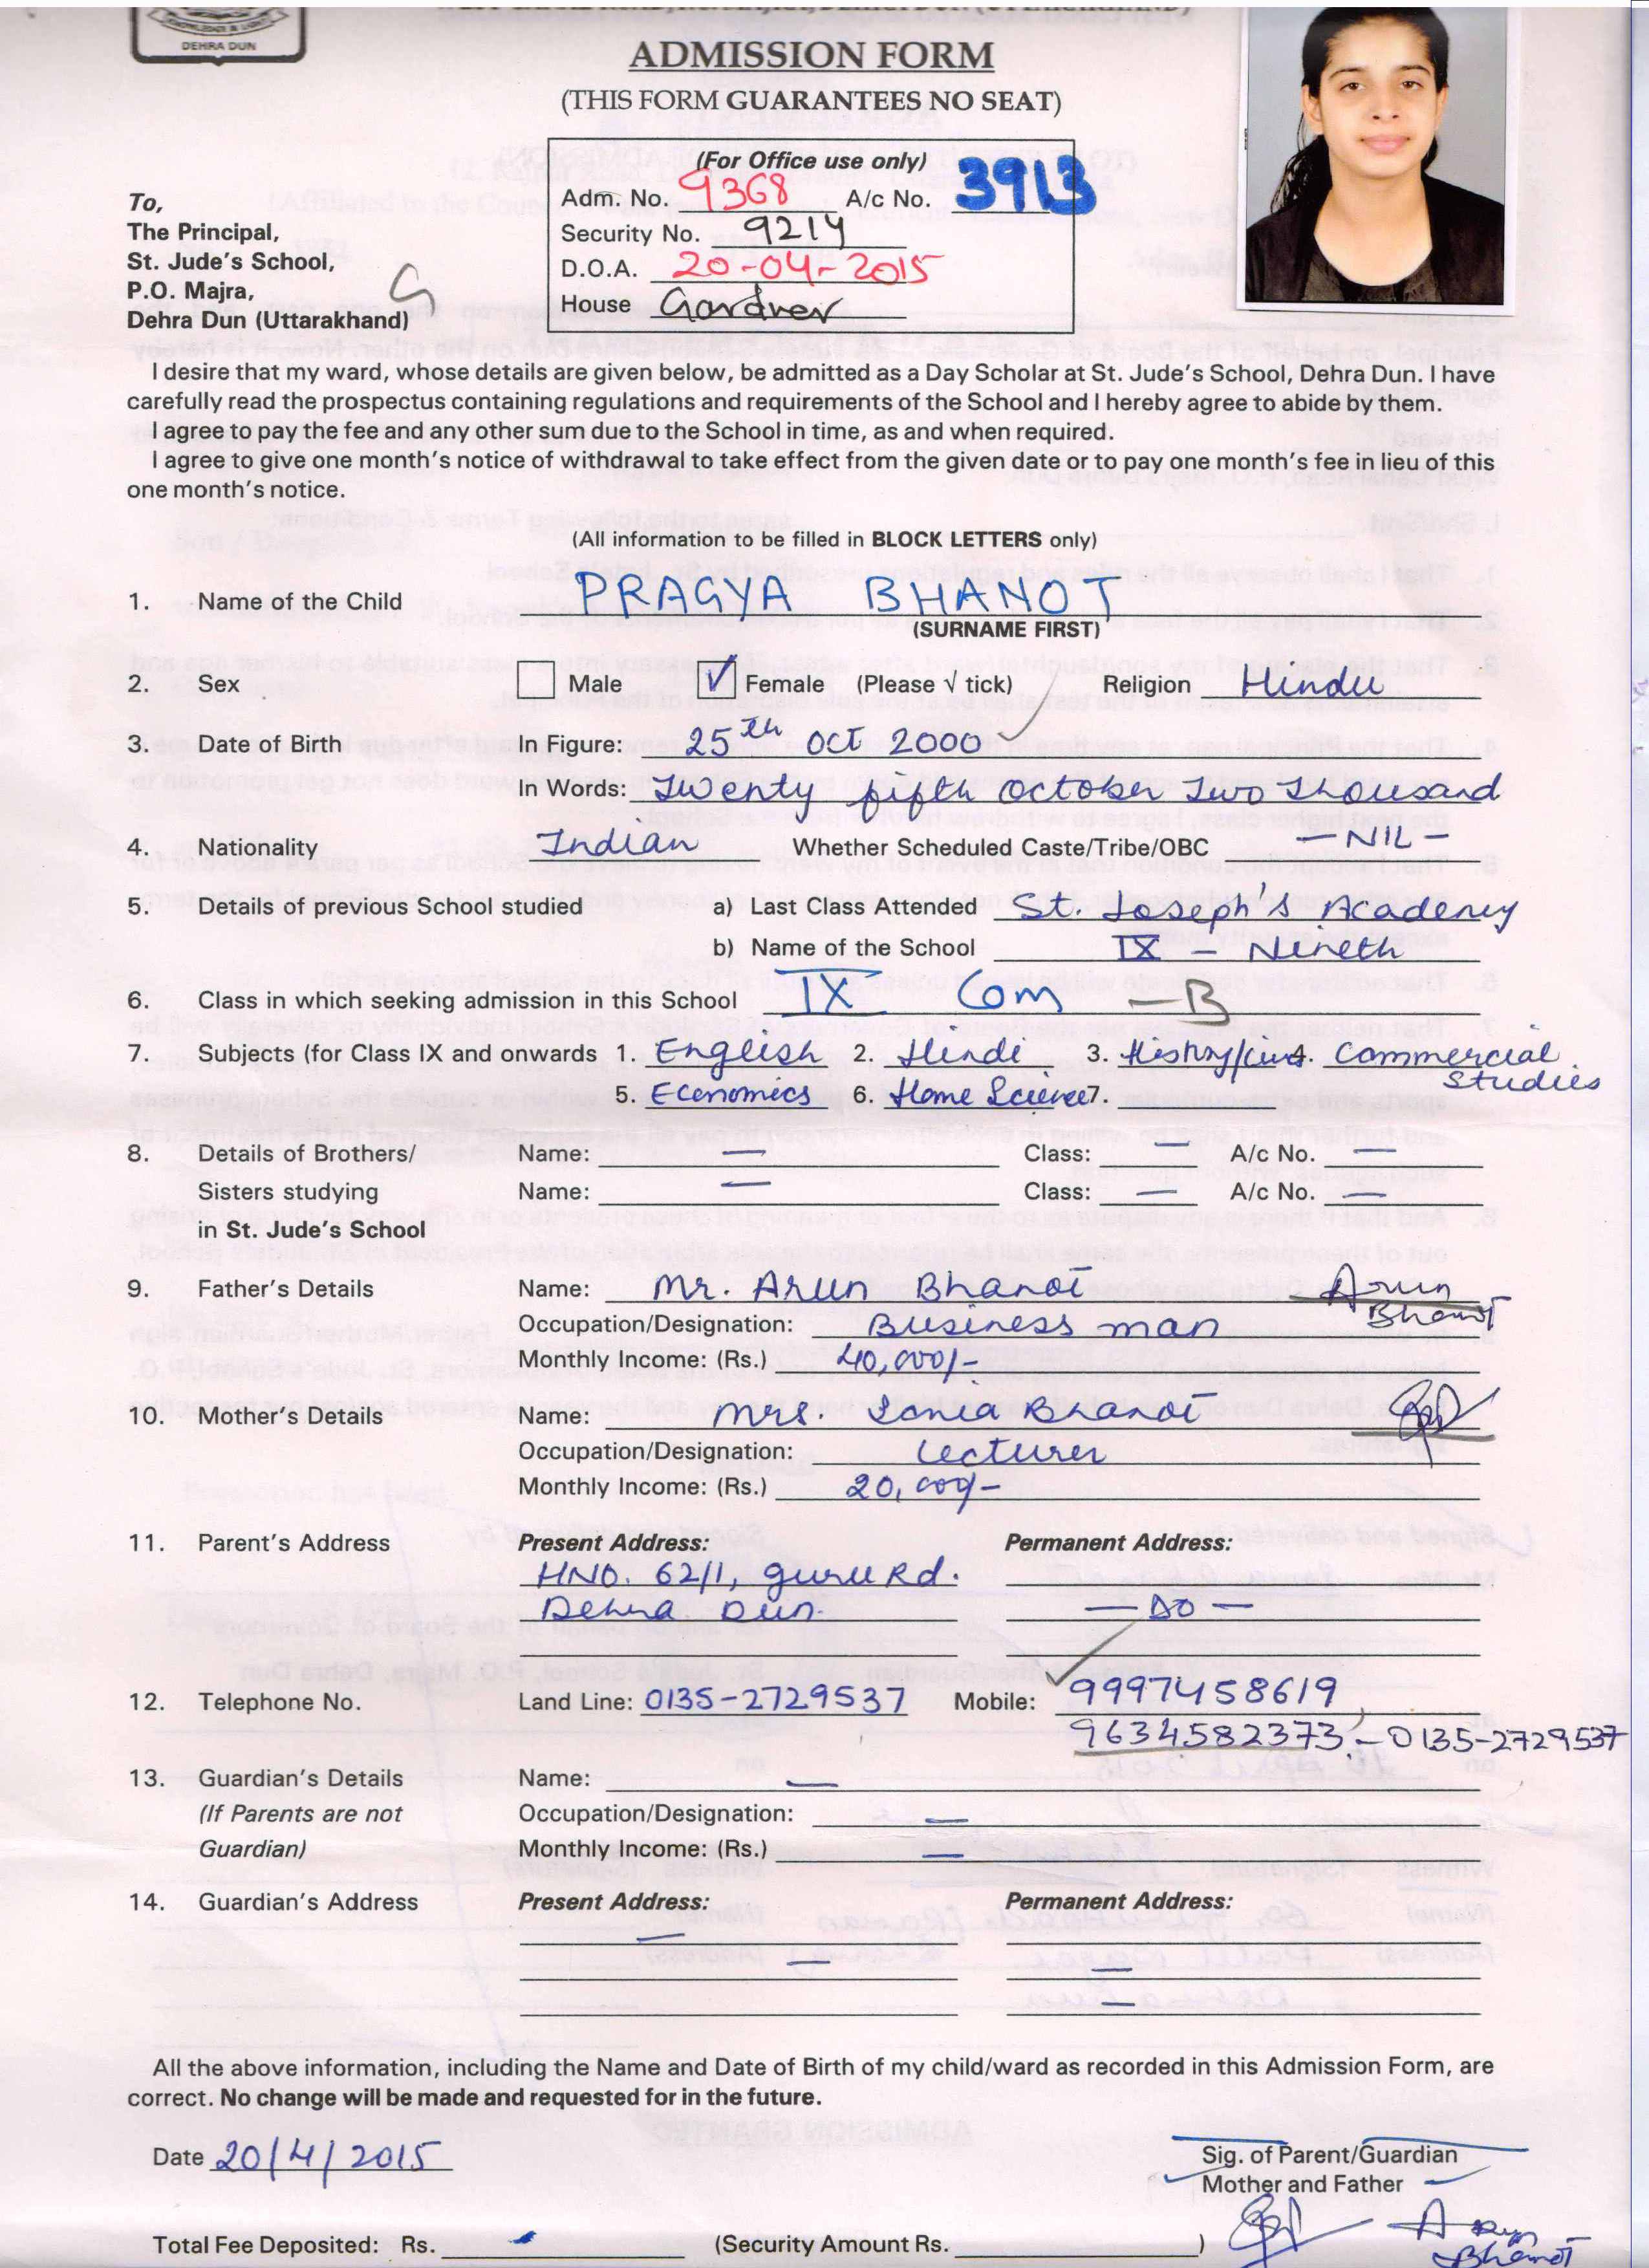 DEHRA DUN
ADMISSION FORM
(THIS FORM GUARANTEES NO SEAT)
(For Office use only)
Adm. No. 9368 A/c No. 3913
Security No. 9214
D.O.A. 20-04-2015
House Gardner
To,
The Principal,
St. Jude's School,
P.O. Majra,
Dehra Dun (Uttarakhand)
G
I desire that my ward, whose details are given below, be admitted as a Day Scholar at St. Jude's School, Dehra Dun. I have
carefully read the prospectus containing regulations and requirements of the School and I hereby agree to abide by them.
I agree to pay the fee and any other sum due to the School in time, as and when required.
I agree to give one month's notice of withdrawal to take effect from the given date or to pay one month's fee in lieu of this
one month's notice.
(All information to be filled in BLOCK LETTERS only)
1. Name of the Child PRAGYA BHANOT
(SURNAME FIRST)
2. Sex Male ✓ Female (Please √ tick) Religion Hindu
3. Date of Birth In Figure: 25th OCT 2000
In Words: Twenty fifth October Two Thousand
4. Nationality Indian Whether Scheduled Caste/Tribe/OBC - NIL -
5. Details of previous School studied a) Last Class Attended St. Joseph's Academy
b) Name of the School IX - Nineth
6. Class in which seeking admission in this School IX Com - B
7. Subjects (for Class IX and onwards 1. English 2. Hindi 3. History/Civics 4. Commercial Studies
5. Economics 6. Home Science 7.
8. Details of Brothers/ Name: — Class: — A/c No. —
Sisters studying Name: — Class: — A/c No. —
in St. Jude's School
9. Father's Details Name: Mr. Arun Bhanot Arun Bhanot
Occupation/Designation: Business man
Monthly Income: (Rs.) 40,000/-
10. Mother's Details Name: Mrs. Sonia Bhanot
Occupation/Designation: Lecturer
Monthly Income: (Rs.) 20,000/-
11. Parent's Address Present Address: Permanent Address:
HNO. 62/1, Guru Rd.
Dehra Dun. — DO —
12. Telephone No. Land Line: 0135-2729537 Mobile: 9997458619,
9634582373, - 0135-2729537
13. Guardian's Details Name: —
(If Parents are not Occupation/Designation: —
Guardian) Monthly Income: (Rs.) —
14. Guardian's Address Present Address: Permanent Address:
—
— —
—
All the above information, including the Name and Date of Birth of my child/ward as recorded in this Admission Form, are
correct. No change will be made and requested for in the future.
Date 20/4/2015
Sig. of Parent/Guardian
Mother and Father
Arun Bhanot
Total Fee Deposited: Rs. (Security Amount Rs. )